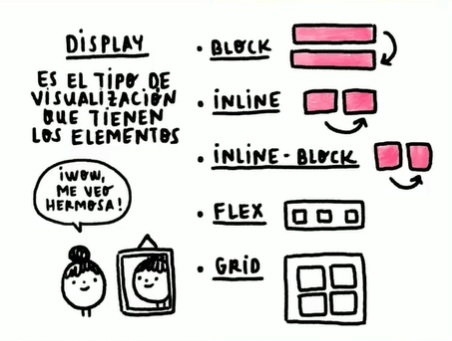 DISPLAY
ES EL TIPO DE
VISUALIZACIÓN
QUE TIENEN
LOS ELEMENTOS
¡WOW,
ME VEO
HERMOSA!
• BLOCK
• INLINE
• INLINE-BLOCK
• FLEX
• GRID